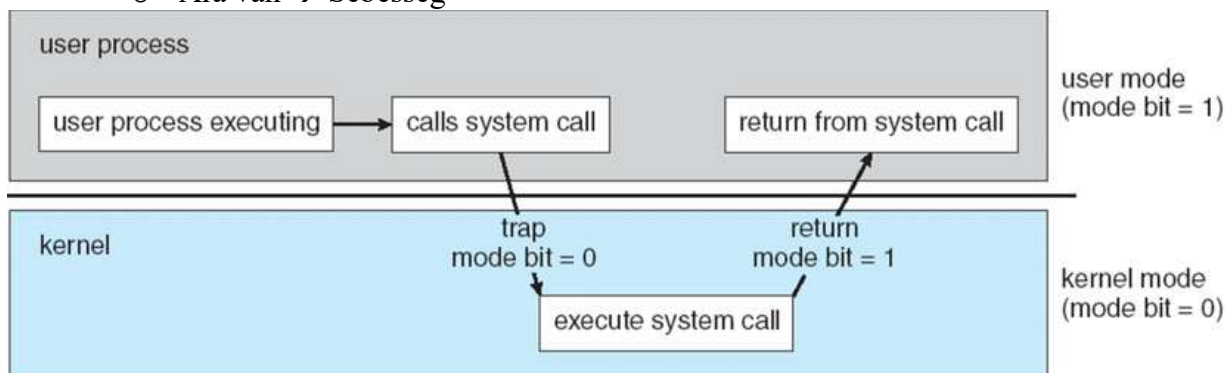 user process
user mode
(mode bit = 1)
user process executing
calls system call
return from system call
trap
mode bit = 0
return
mode bit = 1
kernel
kernel mode
(mode bit = 0)
execute system call